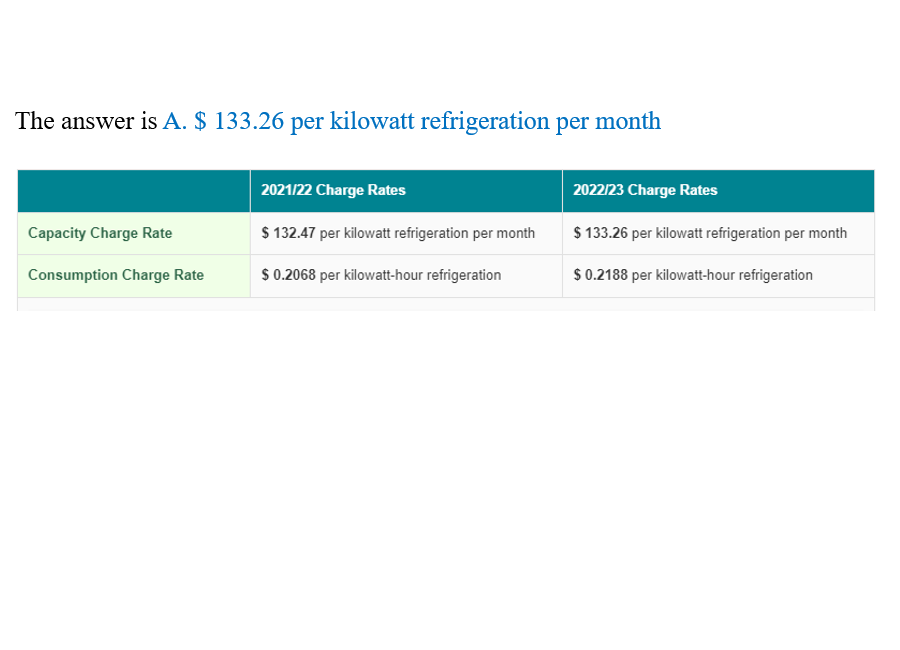 The answer is A. $ 133.26 per kilowatt refrigeration per month
2021/22 Charge Rates 2022/23 Charge Rates
Capacity Charge Rate $ 132.47 per kilowatt refrigeration per month $ 133.26 per kilowatt refrigeration per month
Consumption Charge Rate $ 0.2068 per kilowatt-hour refrigeration $ 0.2188 per kilowatt-hour refrigeration